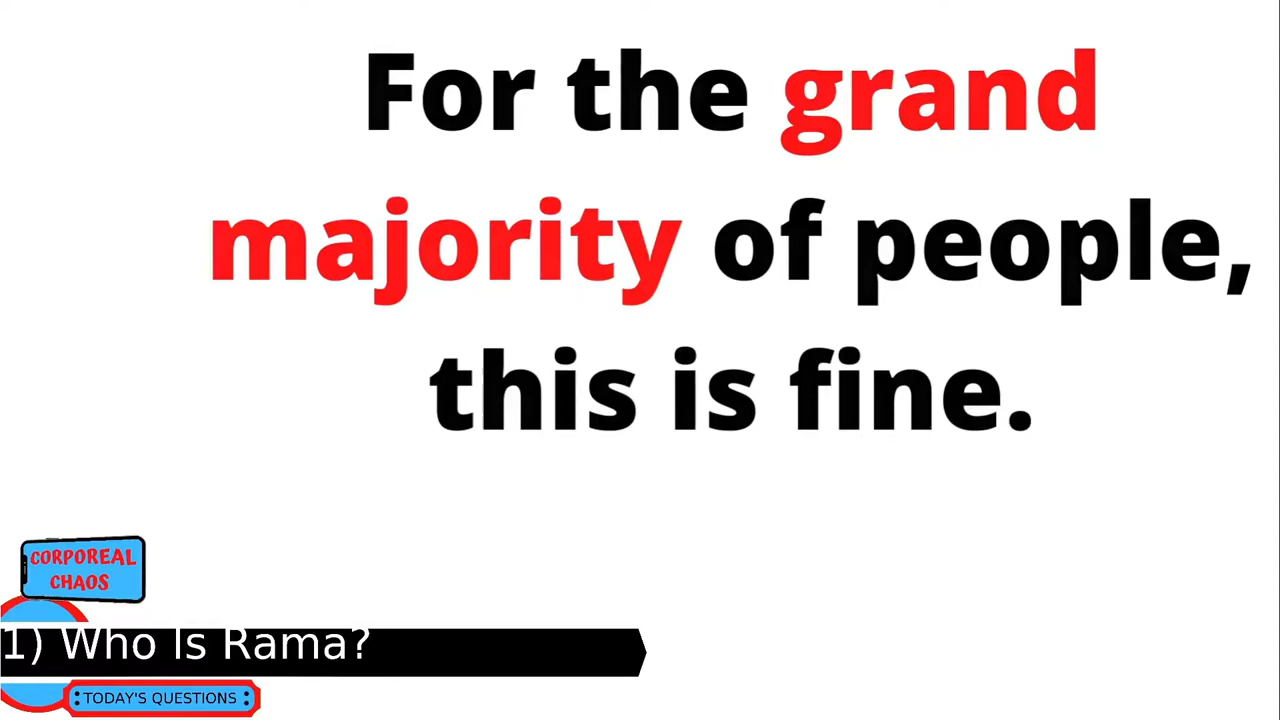 For the grand
majority of people,
this is fine.
CORPOREAL
CHAOS
1) Who Is Rama?
: TODAY'S QUESTIONS :